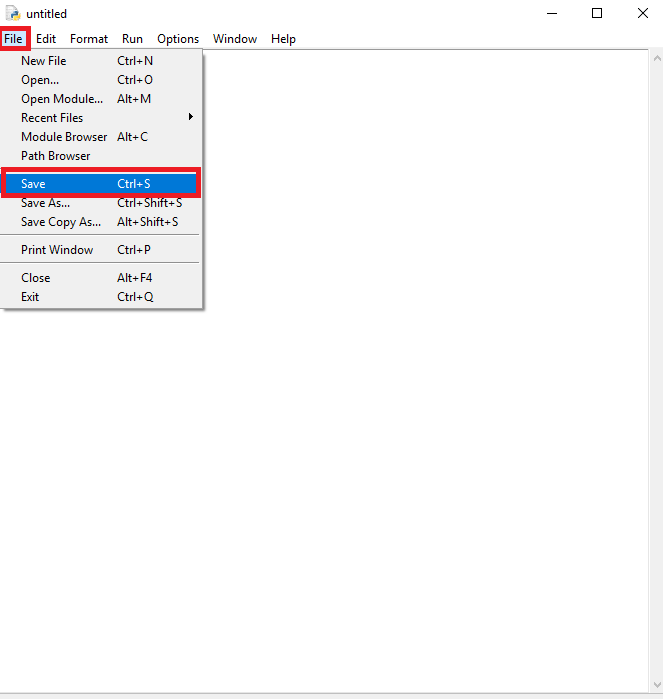 untitled
File Edit Format Run Options Window Help
New File Ctrl+N
Open... Ctrl+O
Open Module... Alt+M
Recent Files
Module Browser Alt+C
Path Browser
Save Ctrl+S
Save As... Ctrl+Shift+S
Save Copy As... Alt+Shift+S
Print Window Ctrl+P
Close Alt+F4
Exit Ctrl+Q